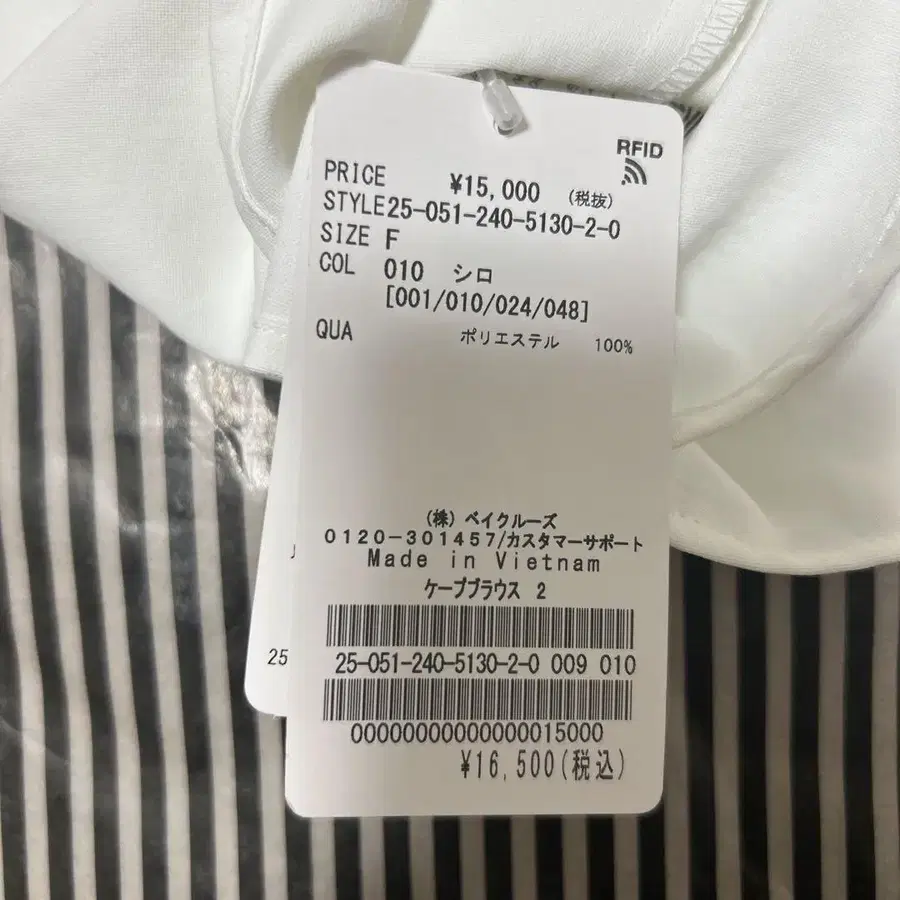 RFID
PRICE ¥15,000 (税抜)
STYLE 25-051-240-5130-2-0
SIZE F
COL 010 シロ
[001/010/024/048]
QUA ポリエステル 100%
(株) ベイクルーズ
0120-301457/カスタマーサポート
Made in Vietnam
ケープブラウス 2
25
25-051-240-5130-2-0 009 010
00000000000000015000
¥16,500(税込)